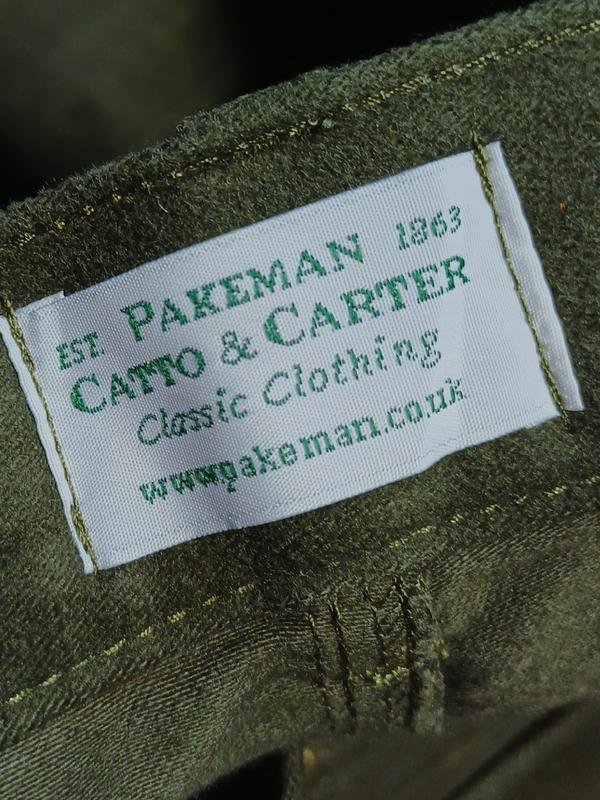 EST. PAKEMAN 1863
CATTO & CARTER
Classic Clothing
www.pakeman.co.uk